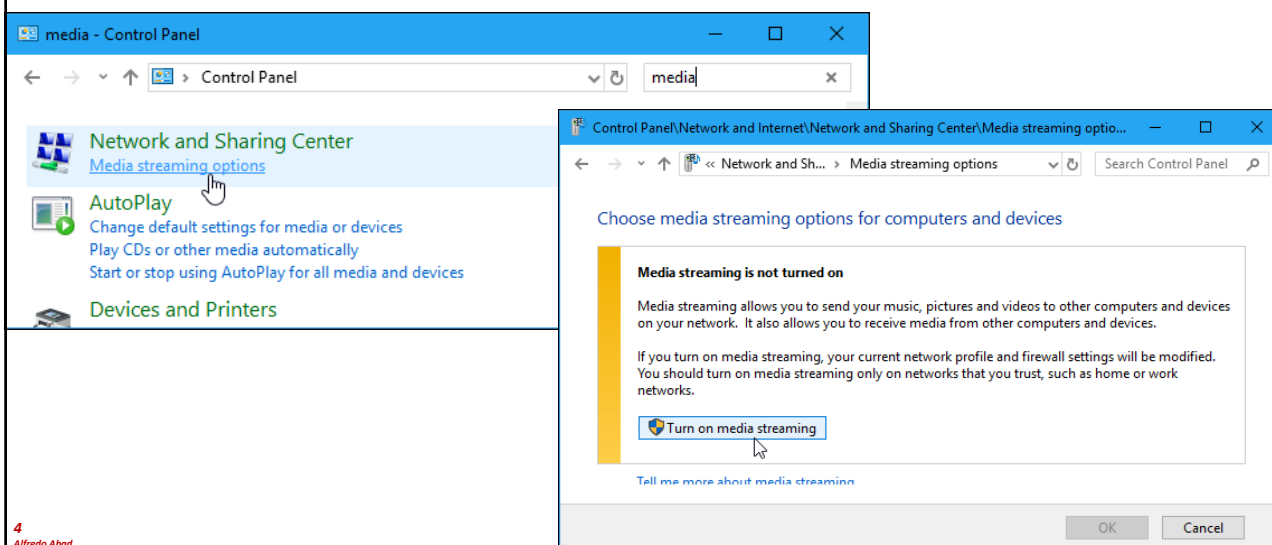 media - Control Panel
Control Panel
media
Network and Sharing Center
Media streaming options
AutoPlay
Change default settings for media or devices
Play CDs or other media automatically
Start or stop using AutoPlay for all media and devices
Devices and Printers
Control Panel\Network and Internet\Network and Sharing Center\Media streaming optio...
« Network and Sh... › Media streaming options
Search Control Panel
Choose media streaming options for computers and devices
Media streaming is not turned on
Media streaming allows you to send your music, pictures and videos to other computers and devices
on your network. It also allows you to receive media from other computers and devices.
If you turn on media streaming, your current network profile and firewall settings will be modified.
You should turn on media streaming only on networks that you trust, such as home or work
networks.
Turn on media streaming
Tell me more about media streaming
OK
Cancel
4
Alfredo Abad